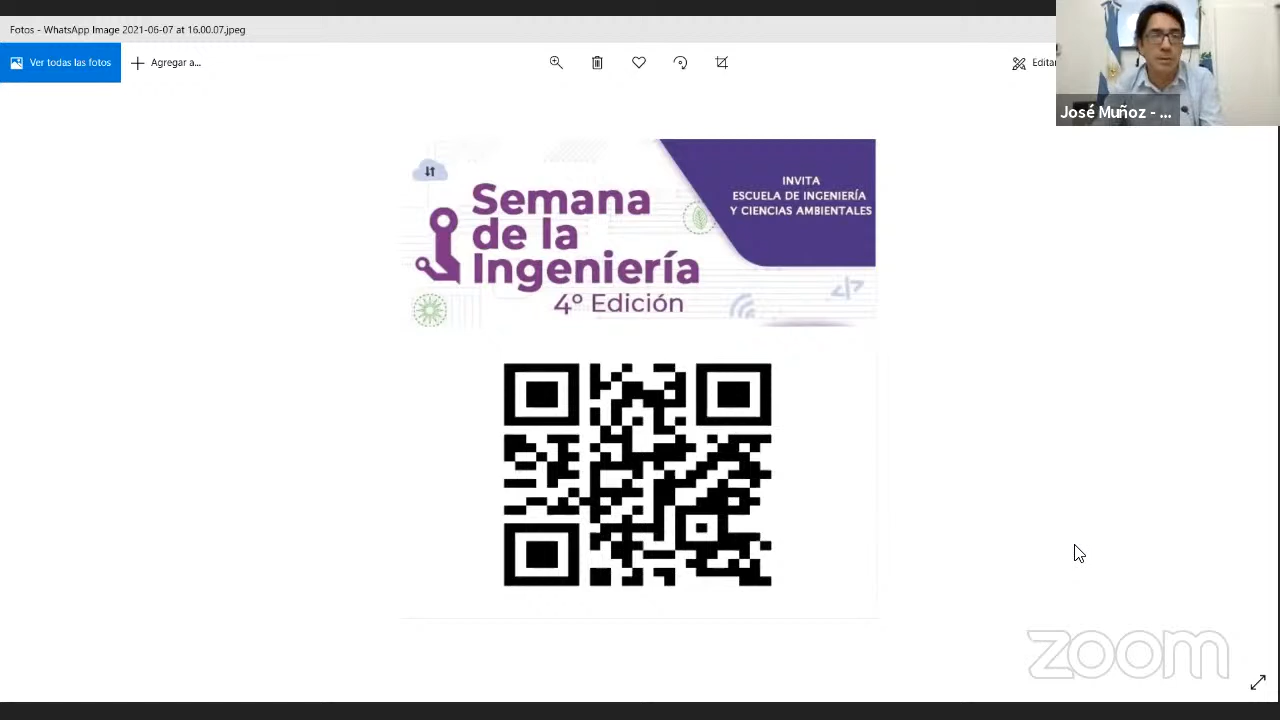 Fotos - WhatsApp Image 2021-06-07 at 16.00.07.jpeg
Ver todas las fotos
Agregar a...
Editar
José Muñoz - ...
INVITA
ESCUELA DE INGENIERÍA
Y CIENCIAS AMBIENTALES
Semana
de la
Ingeniería
4º Edición
</>
zoom